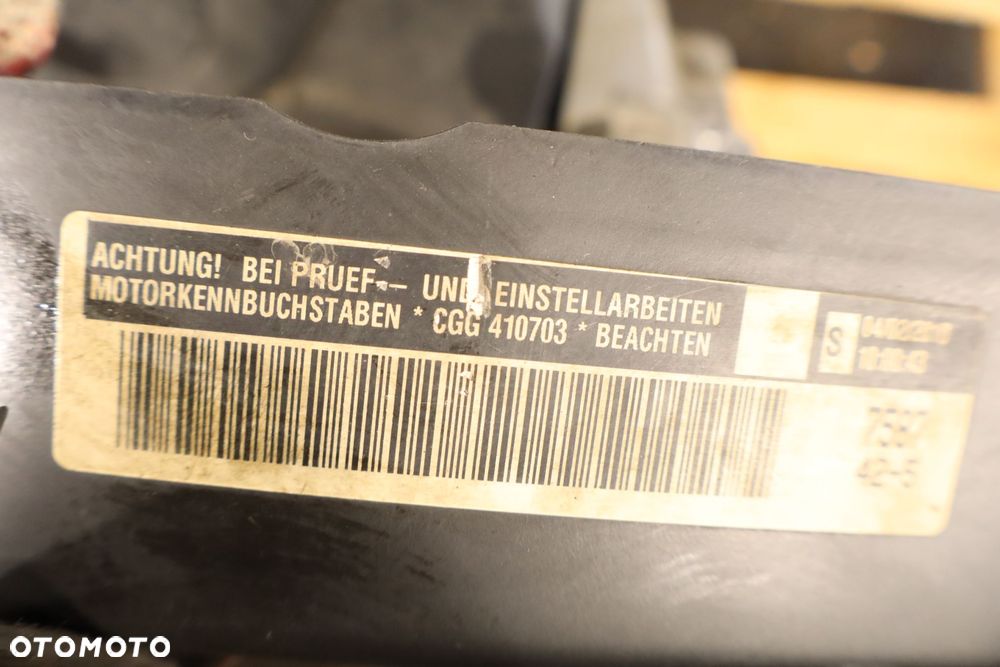 ACHTUNG! BEI PRUEF.— UND EINSTELLARBEITEN
MOTORKENNBUCHSTABEN * CGG 410703 * BEACHTEN
S
OTOMOTO